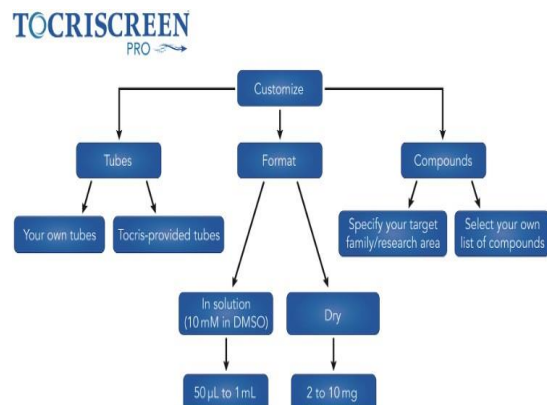 TOCRISCREEN
PRO
Customize
Tubes
Format
Compounds
Your own tubes
Tocris-provided tubes
Specify your target
family/research area
Select your own
list of compounds
In solution
(10 mM in DMSO)
Dry
50 µL to 1 mL
2 to 10 mg